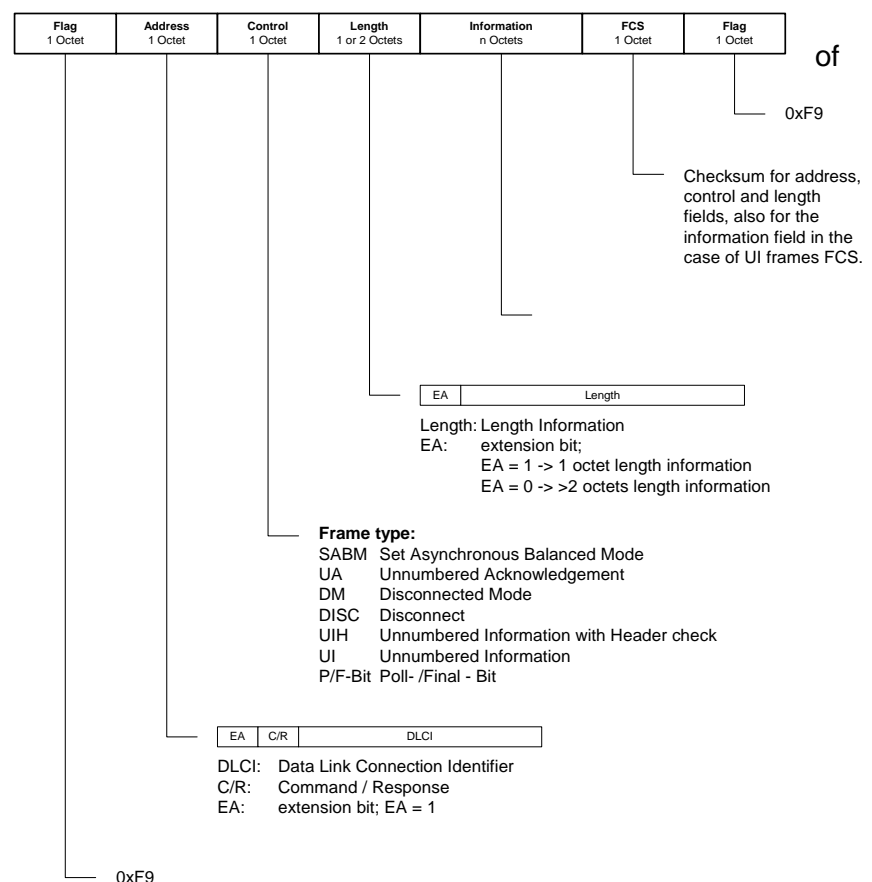 Flag Address Control Length Information FCS Flag
1 Octet 1 Octet 1 Octet 1 or 2 Octets n Octets 1 Octet 1 Octet
of
0xF9
Checksum for address,
control and length
fields, also for the
information field in the
case of UI frames FCS.
EA Length
Length: Length Information
EA: extension bit;
EA = 1 -> 1 octet length information
EA = 0 -> >2 octets length information
Frame type:
SABM Set Asynchronous Balanced Mode
UA Unnumbered Acknowledgement
DM Disconnected Mode
DISC Disconnect
UIH Unnumbered Information with Header check
UI Unnumbered Information
P/F-Bit Poll- /Final - Bit
EA C/R DLCI
DLCI: Data Link Connection Identifier
C/R: Command / Response
EA: extension bit; EA = 1
0xF9